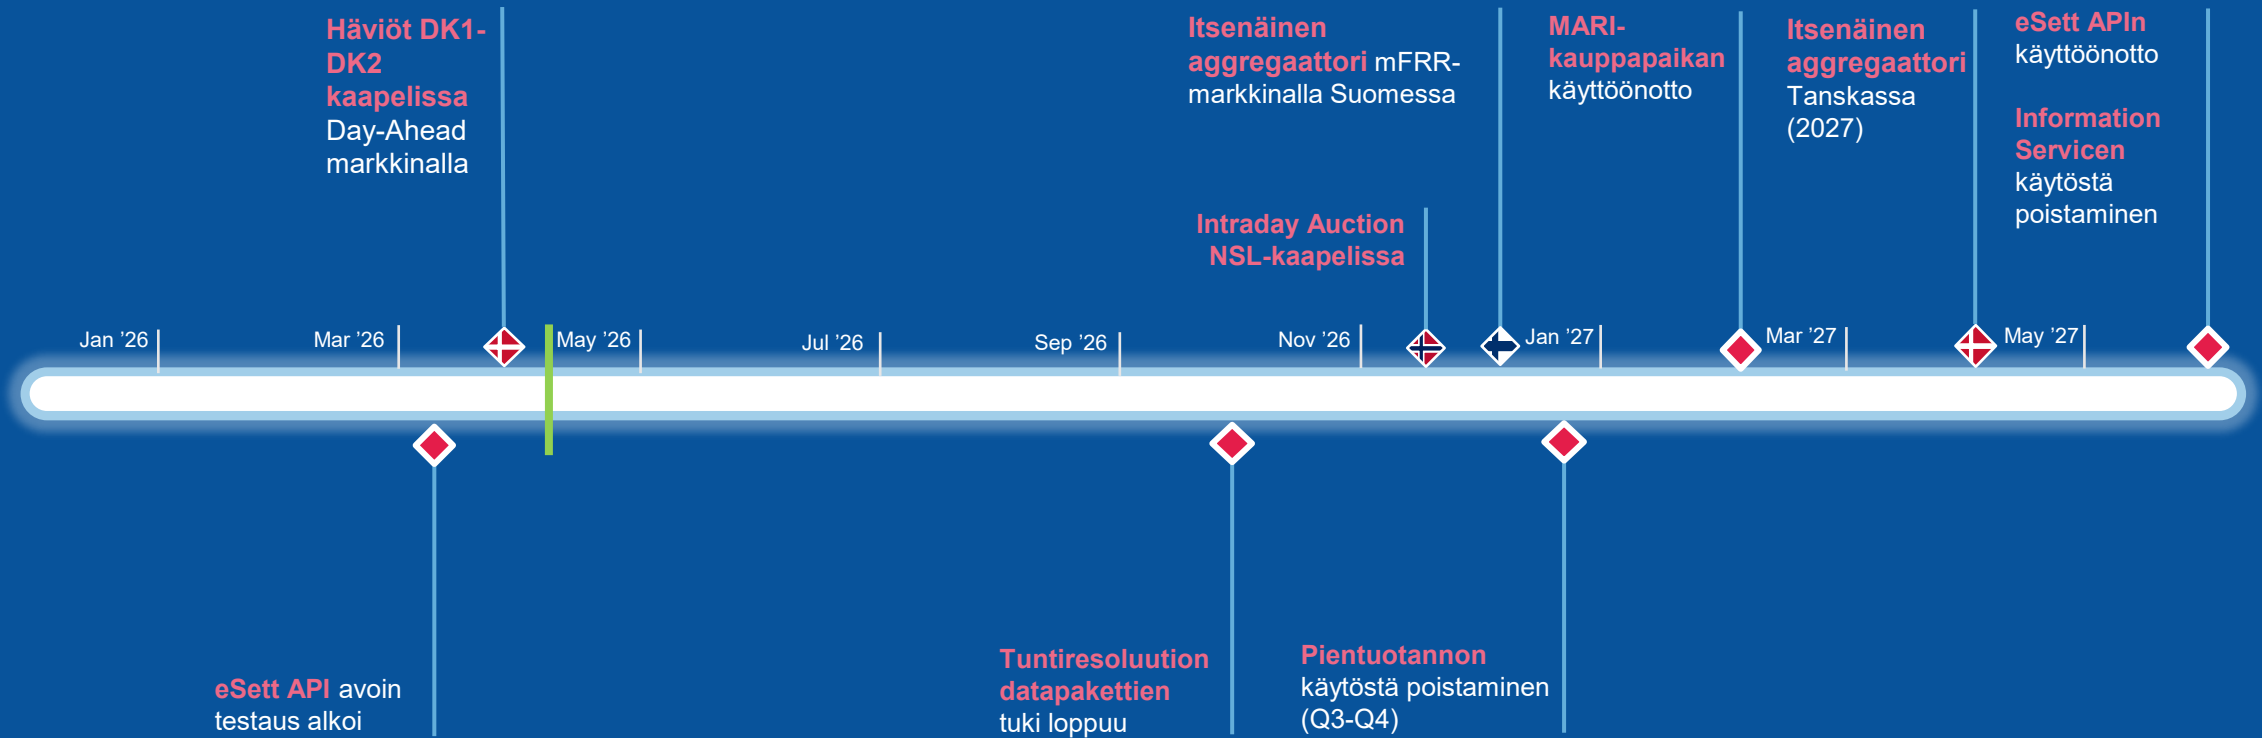 Häviöt DK1-
DK2
kaapelissa
Day-Ahead
markkinalla
Itsenäinen
aggregaattori mFRR-
markkinalla Suomessa
MARI-
kauppapaikan
käyttöönotto
Itsenäinen
aggregaattori
Tanskassa
(2027)
eSett APIn
käyttöönotto
Information
Servicen
käytöstä
poistaminen
Intraday Auction
NSL-kaapelissa
Jan ’26
Mar ’26
May ’26
Jul ’26
Sep ’26
Nov ’26
Jan ’27
Mar ’27
May ’27
eSett API avoin
testaus alkoi
Tuntiresoluution
datapakettien
tuki loppuu
Pientuotannon
käytöstä poistaminen
(Q3-Q4)